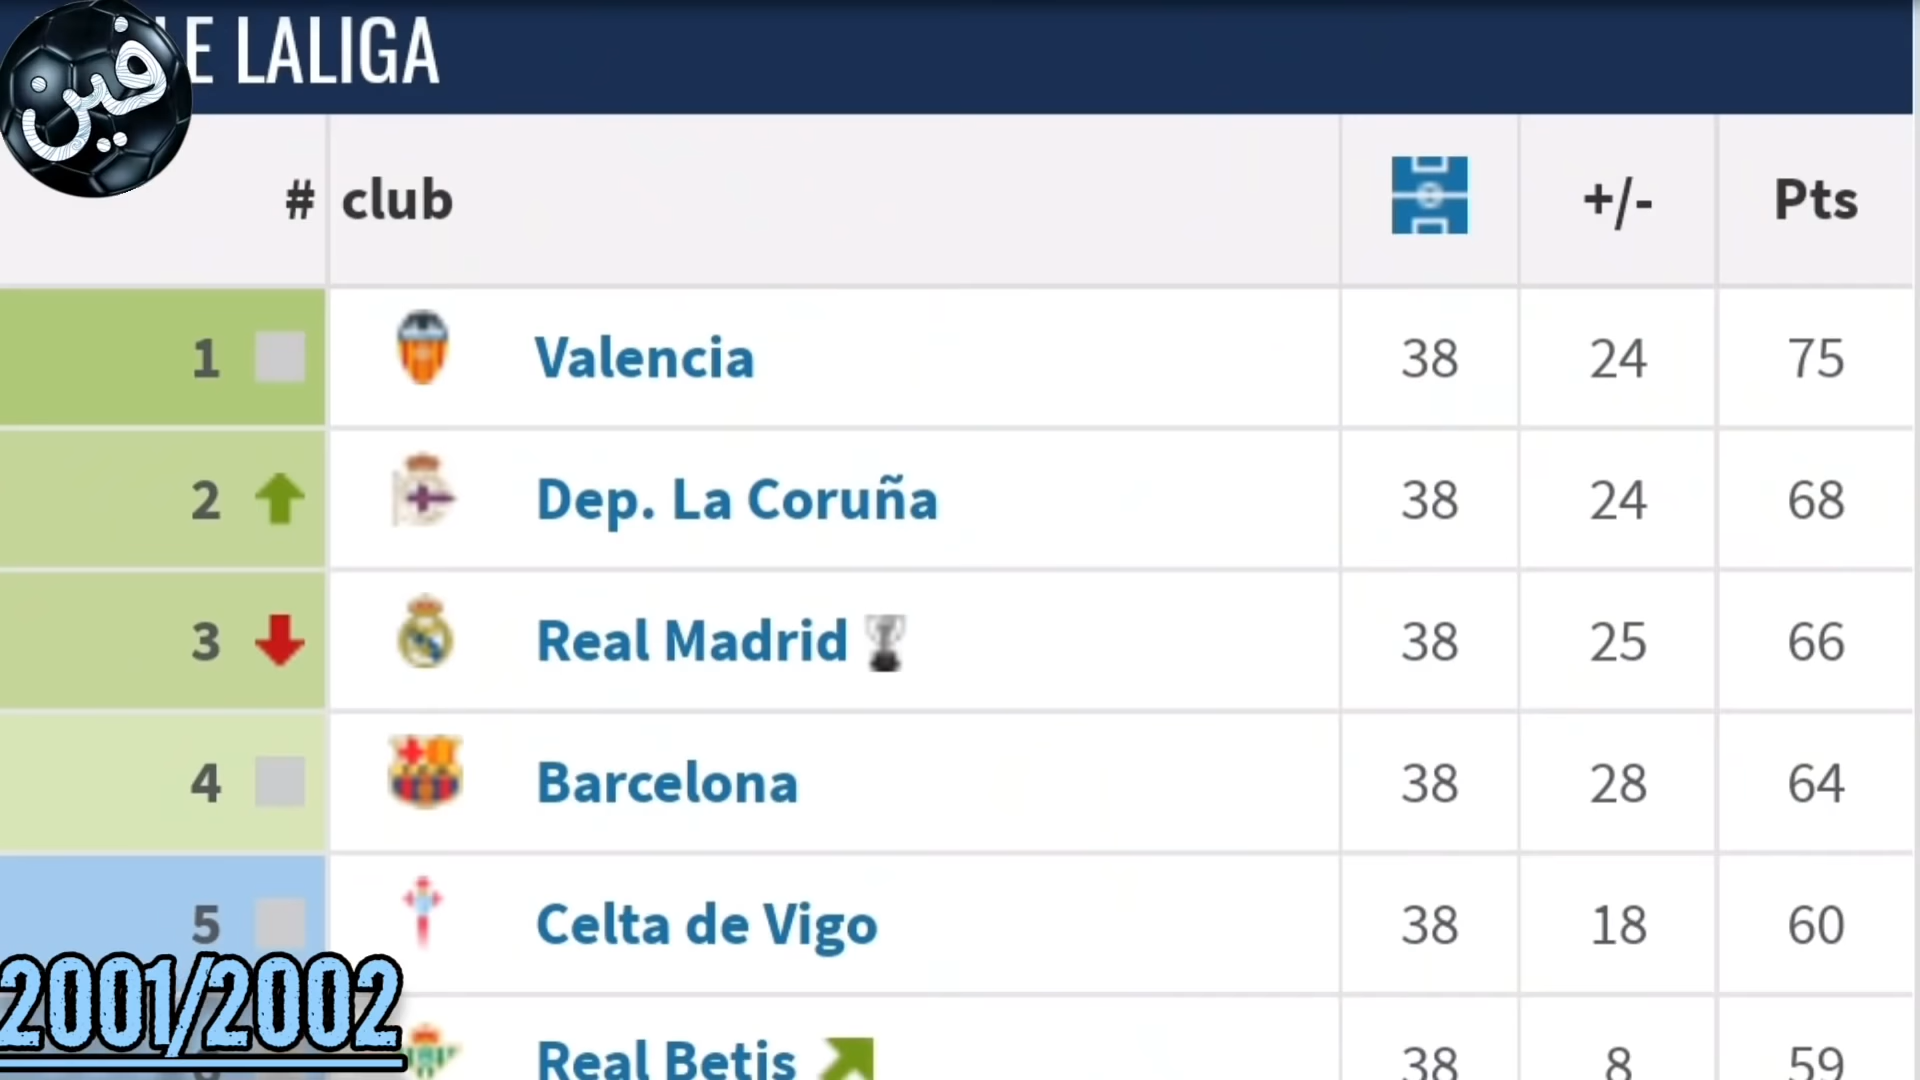 فين
E LALIGA
# club +/- Pts
1 Valencia 38 24 75
2 Dep. La Coruña 38 24 68
3 Real Madrid 38 25 66
4 Barcelona 38 28 64
5 Celta de Vigo 38 18 60
Real Betis 38 8 59
2001/2002